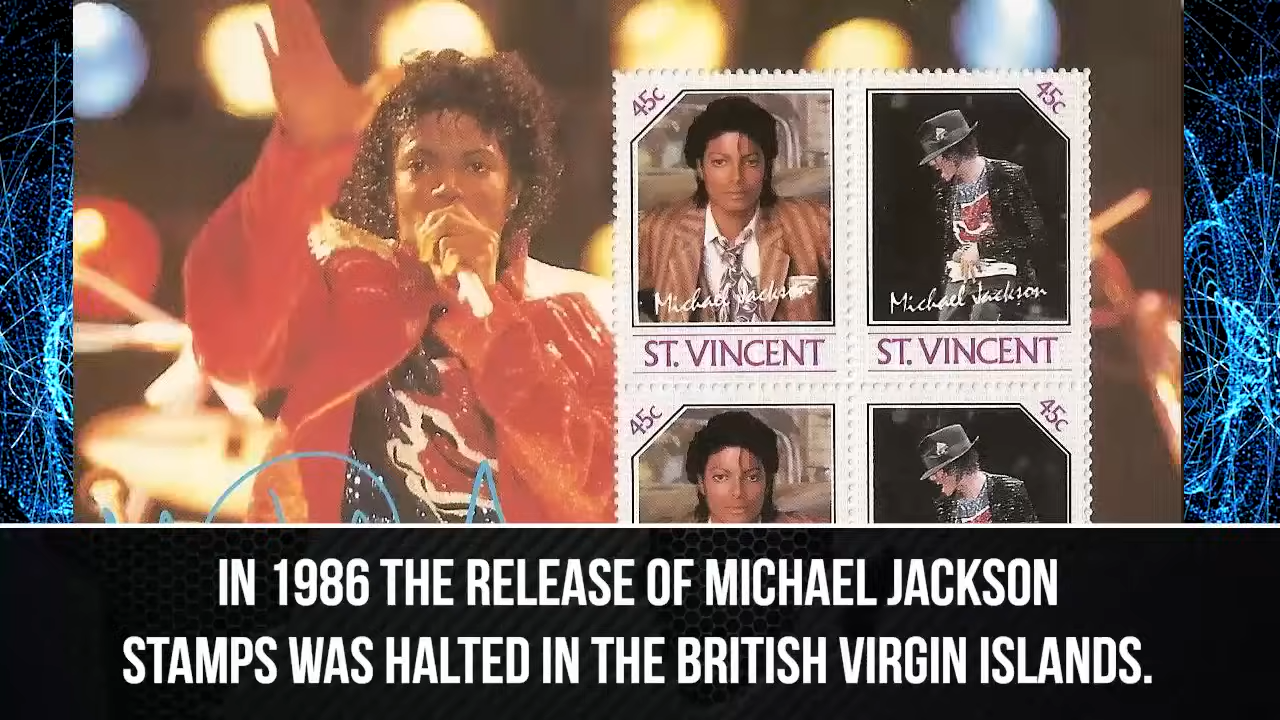 45c
45c
Michael Jackson
Michael Jackson
ST. VINCENT
ST. VINCENT
45c
45c
IN 1986 THE RELEASE OF MICHAEL JACKSON
STAMPS WAS HALTED IN THE BRITISH VIRGIN ISLANDS.